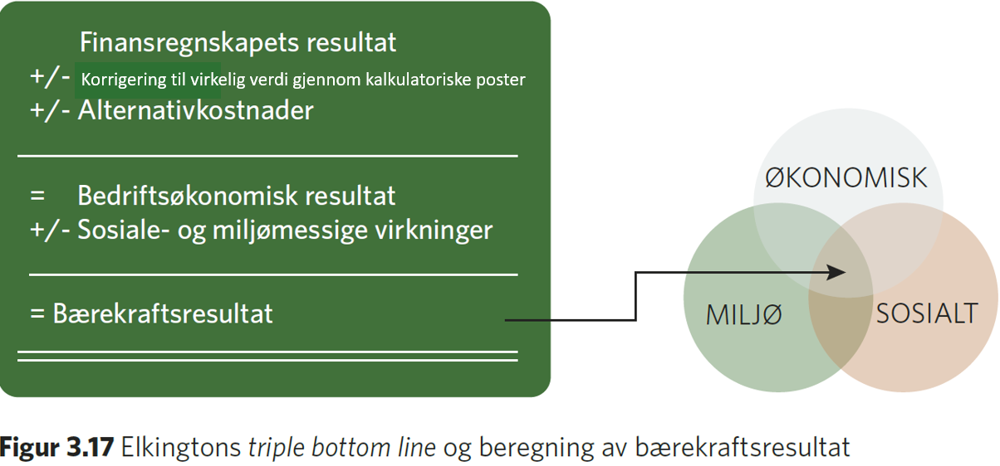 Finansregnskapets resultat
+/- Korrigering til virkelig verdi gjennom kalkulatoriske poster
+/- Alternativkostnader
= Bedriftsøkonomisk resultat
+/- Sosiale- og miljømessige virkninger
= Bærekraftsresultat
ØKONOMISK
MILJØ
SOSIALT
Figur 3.17 Elkingtons triple bottom line og beregning av bærekraftsresultat